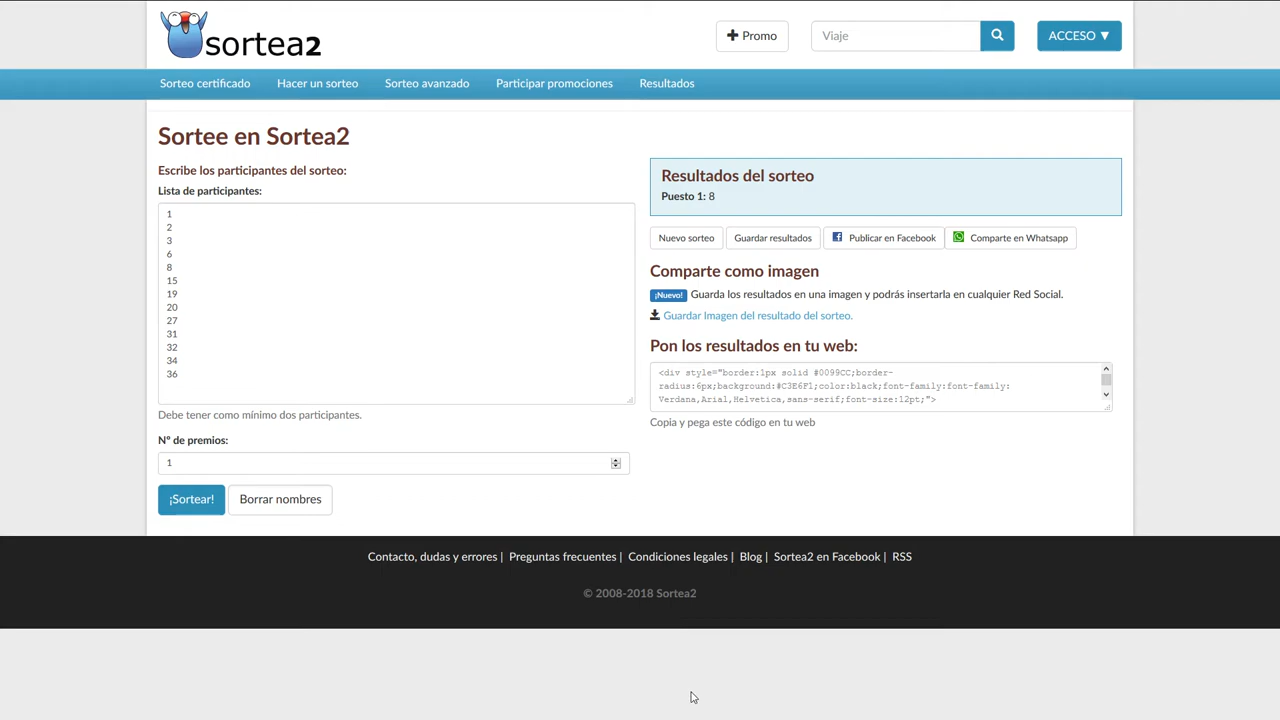 sortea2
Promo
Viaje
ACCESO ▼
Sorteo certificado
Hacer un sorteo
Sorteo avanzado
Participar promociones
Resultados
Sortee en Sortea2
Escribe los participantes del sorteo:
Lista de participantes:
1
2
3
6
8
15
19
20
27
31
32
34
36
Debe tener como mínimo dos participantes.
Nº de premios:
1
¡Sortear!
Borrar nombres
Resultados del sorteo
Puesto 1: 8
Nuevo sorteo
Guardar resultados
Publicar en Facebook
Comparte en Whatsapp
Comparte como imagen
¡Nuevo! Guarda los resultados en una imagen y podrás insertarla en cualquier Red Social.
Guardar Imagen del resultado del sorteo.
Pon los resultados en tu web:
<div style="border:1px solid #0099CC;border-
radius:6px;background:#C3E6F1;color:black;font-family:font-family:
Verdana,Arial,Helvetica,sans-serif;font-size:12pt;">
Copia y pega este código en tu web
Contacto, dudas y errores | Preguntas frecuentes | Condiciones legales | Blog | Sortea2 en Facebook | RSS
© 2008-2018 Sortea2